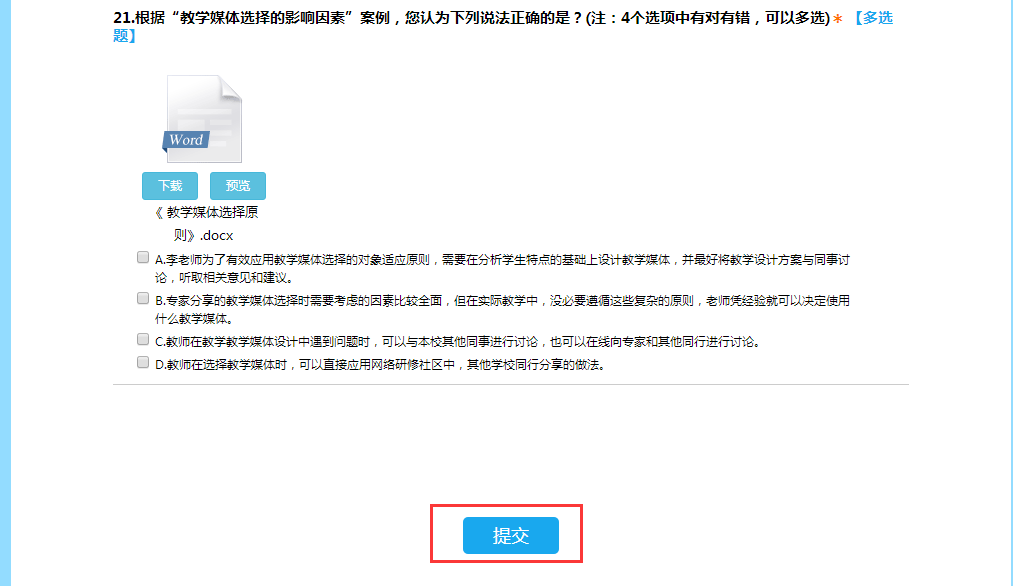 21.根据“教学媒体选择的影响因素”案例，您认为下列说法正确的是？(注：4个选项中有对有错，可以多选)* 【多选
题】
Word
下载 预览
《 教学媒体选择原
则》.docx
A.李老师为了有效应用教学媒体选择的对象适应原则，需要在分析学生特点的基础上设计教学媒体，并最好将教学设计方案与同事讨
论，听取相关意见和建议。
B.专家分享的教学媒体选择时需要考虑的因素比较全面，但在实际教学中，没必要遵循这些复杂的原则，老师凭经验就可以决定使用
什么教学媒体。
C.教师在教学教学媒体设计中遇到问题时，可以与本校其他同事进行讨论，也可以在线向专家和其他同行进行讨论。
D.教师在选择教学媒体时，可以直接应用网络研修社区中，其他学校同行分享的做法。
提交